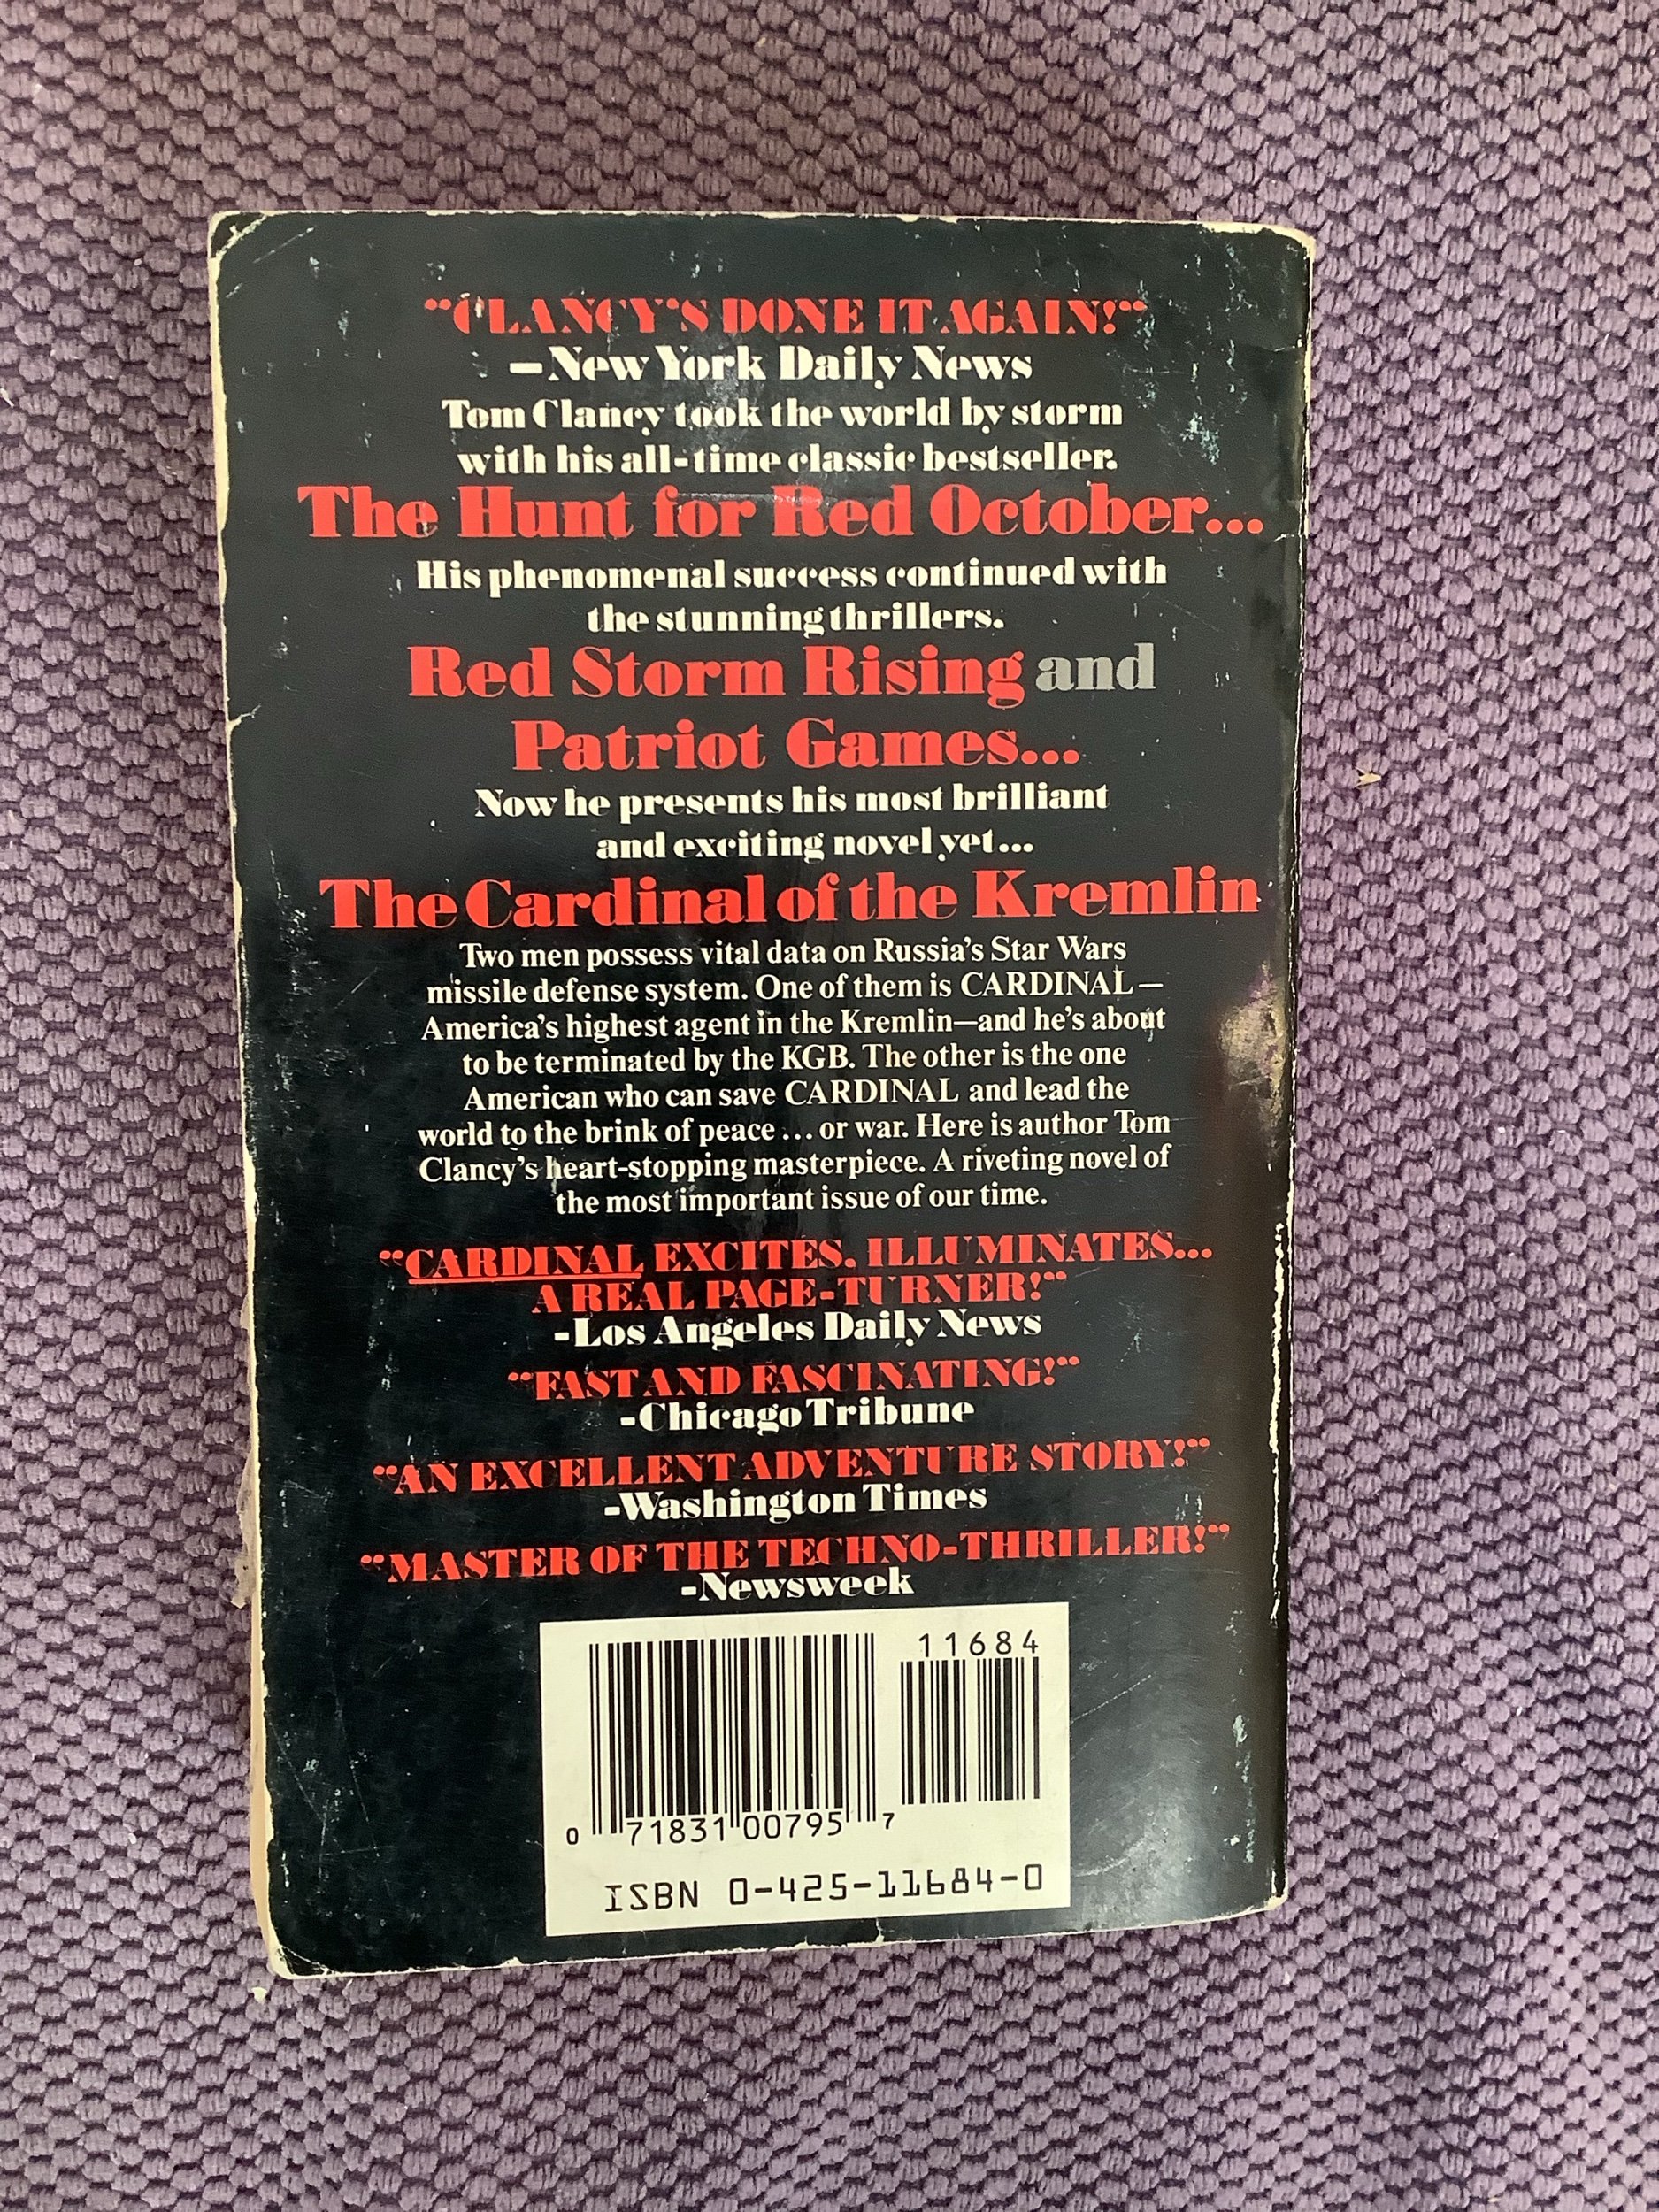 “CLANCY’S DONE IT AGAIN!”
—New York Daily News
Tom Clancy took the world by storm
with his all-time classic bestseller.
The Hunt for Red October...
His phenomenal success continued with
the stunning thrillers.
Red Storm Rising and
Patriot Games...
Now he presents his most brilliant
and exciting novel yet...
The Cardinal of the Kremlin
Two men possess vital data on Russia’s Star Wars
missile defense system. One of them is CARDINAL—
America’s highest agent in the Kremlin—and he’s about
to be terminated by the KGB. The other is the one
American who can save CARDINAL and lead the
world to the brink of peace ... or war. Here is author Tom
Clancy’s heart-stopping masterpiece. A riveting novel of
the most important issue of our time.
“CARDINAL EXCITES, ILLUMINATES...
A REAL PAGE-TURNER!”
-Los Angeles Daily News
“FAST AND FASCINATING!”
-Chicago Tribune
“AN EXCELLENT ADVENTURE STORY!”
-Washington Times
“MASTER OF THE TECHNO-THRILLER!”
-Newsweek
11684
0 71831 00795 7
ISBN 0-425-11684-0